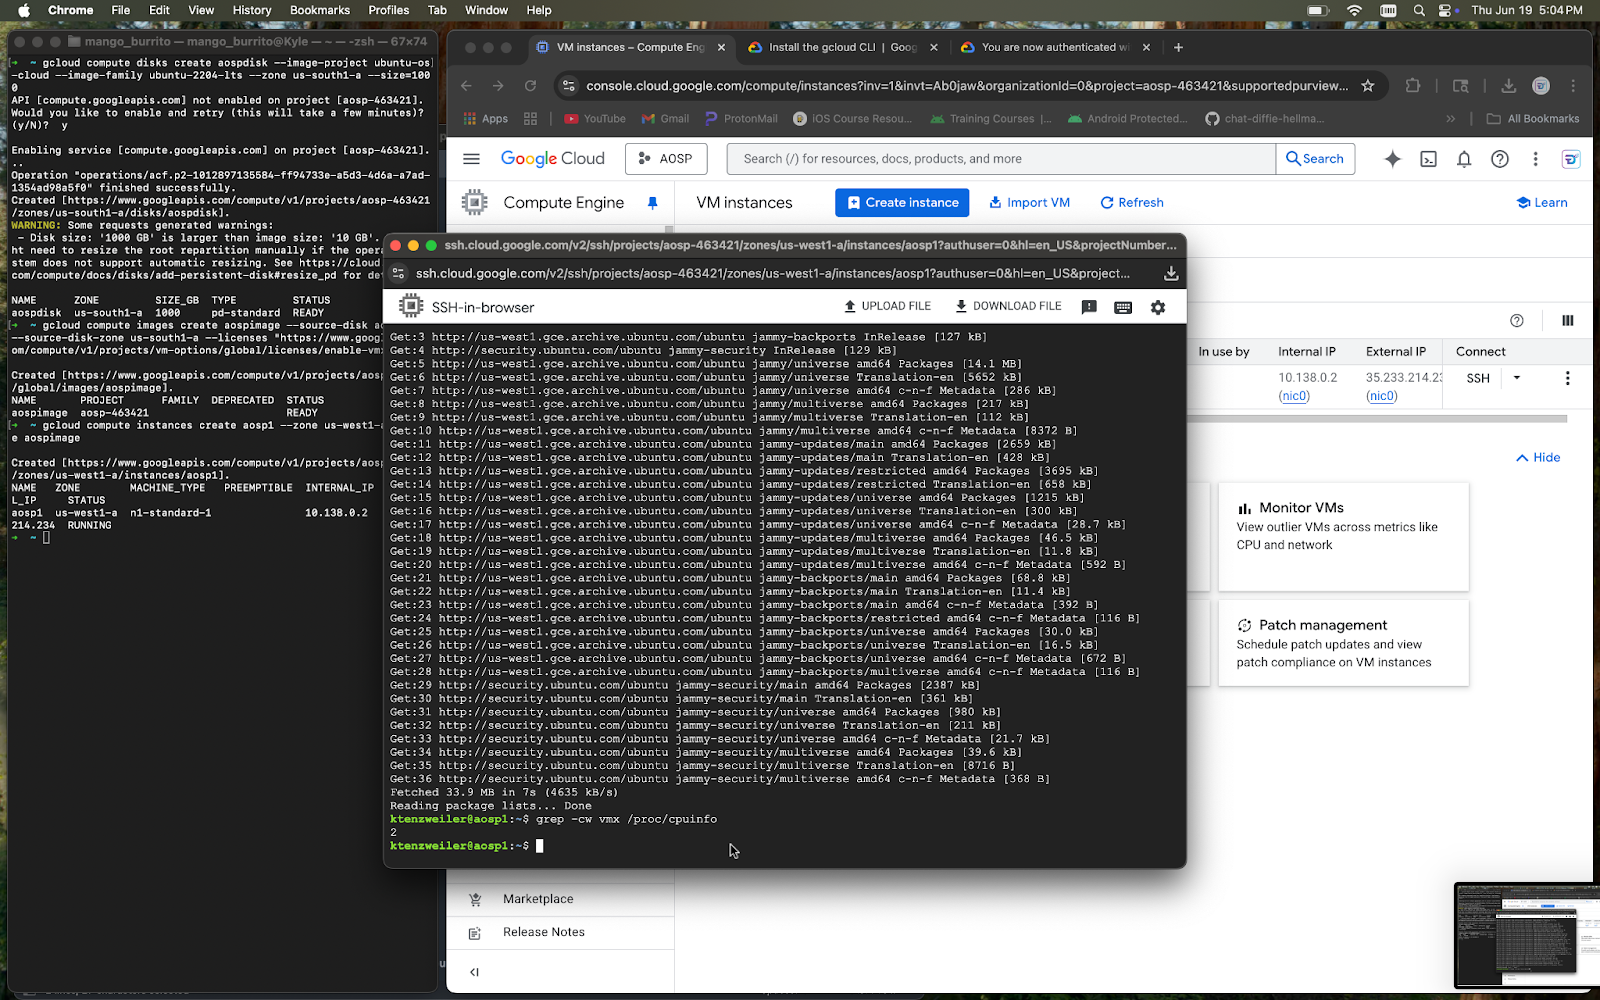 Chrome File Edit View History Bookmarks Profiles Tab Window Help Thu Jun 19 5:04 PM
mango_burrito — mango_burrito@Kyle — ~ — -zsh — 67×74
~ gcloud compute disks create aospdisk --image-project ubuntu-os
-cloud --image-family ubuntu-2204-lts --zone us-south1-a --size=100
0
API [compute.googleapis.com] not enabled on project [aosp-463421].
Would you like to enable and retry (this will take a few minutes)?
(y/N)? y
Enabling service [compute.googleapis.com] on project [aosp-463421].
..
Operation "operations/acf.p2-1012897135584-ff94733e-a5d3-4d6a-a7ad-
1354ad98a5f0" finished successfully.
Created [https://www.googleapis.com/compute/v1/projects/aosp-463421
/zones/us-south1-a/disks/aospdisk].
WARNING: Some requests generated warnings:
- Disk size: '1000 GB' is larger than image size: '10 GB'.
ht need to resize the root repartition manually if the opera
stem does not support automatic resizing. See https://cloud
com/compute/docs/disks/add-persistent-disk#resize_pd for de
NAME ZONE SIZE_GB TYPE STATUS
aospdisk us-south1-a 1000 pd-standard READY
~ gcloud compute images create aospimage --source-disk ao
--source-disk-zone us-south1-a --licenses "https://www.goog
om/compute/v1/projects/vm-options/global/licenses/enable-vmx
Created [https://www.googleapis.com/compute/v1/projects/aosp
/global/images/aospimage].
NAME PROJECT FAMILY DEPRECATED STATUS
aospimage aosp-463421 READY
~ gcloud compute instances create aosp1 --zone us-west1-a
e aospimage
Created [https://www.googleapis.com/compute/v1/projects/aosp
/zones/us-west1-a/instances/aosp1].
NAME ZONE MACHINE_TYPE PREEMPTIBLE INTERNAL_IP
L_IP STATUS
aosp1 us-west1-a n1-standard-1 10.138.0.2
214.234 RUNNING
~
VM instances – Compute Eng Install the gcloud CLI | Goog You are now authenticated wi
console.cloud.google.com/compute/instances?inv=1&invt=Ab0jaw&organizationId=0&project=aosp-463421&supportedpurview...
Apps YouTube Gmail ProtonMail iOS Course Resou... Training Courses |... Android Protected... chat-diffie-hellma... » All Bookmarks
Google Cloud AOSP Search (/) for resources, docs, products, and more Search
Compute Engine VM instances Create instance Import VM Refresh Learn
ssh.cloud.google.com/v2/ssh/projects/aosp-463421/zones/us-west1-a/instances/aosp1?authuser=0&hl=en_US&projectNumber...
ssh.cloud.google.com/v2/ssh/projects/aosp-463421/zones/us-west1-a/instances/aosp1?authuser=0&hl=en_US&project...
SSH-in-browser UPLOAD FILE DOWNLOAD FILE
Get:3 http://us-west1.gce.archive.ubuntu.com/ubuntu jammy-backports InRelease [127 kB]
Get:4 http://security.ubuntu.com/ubuntu jammy-security InRelease [129 kB]
Get:5 http://us-west1.gce.archive.ubuntu.com/ubuntu jammy/universe amd64 Packages [14.1 MB]
Get:6 http://us-west1.gce.archive.ubuntu.com/ubuntu jammy/universe Translation-en [5652 kB]
Get:7 http://us-west1.gce.archive.ubuntu.com/ubuntu jammy/universe amd64 c-n-f Metadata [286 kB]
Get:8 http://us-west1.gce.archive.ubuntu.com/ubuntu jammy/multiverse amd64 Packages [217 kB]
Get:9 http://us-west1.gce.archive.ubuntu.com/ubuntu jammy/multiverse Translation-en [112 kB]
Get:10 http://us-west1.gce.archive.ubuntu.com/ubuntu jammy/multiverse amd64 c-n-f Metadata [8372 B]
Get:11 http://us-west1.gce.archive.ubuntu.com/ubuntu jammy-updates/main amd64 Packages [2659 kB]
Get:12 http://us-west1.gce.archive.ubuntu.com/ubuntu jammy-updates/main Translation-en [428 kB]
Get:13 http://us-west1.gce.archive.ubuntu.com/ubuntu jammy-updates/restricted amd64 Packages [3695 kB]
Get:14 http://us-west1.gce.archive.ubuntu.com/ubuntu jammy-updates/restricted Translation-en [658 kB]
Get:15 http://us-west1.gce.archive.ubuntu.com/ubuntu jammy-updates/universe amd64 Packages [1215 kB]
Get:16 http://us-west1.gce.archive.ubuntu.com/ubuntu jammy-updates/universe Translation-en [300 kB]
Get:17 http://us-west1.gce.archive.ubuntu.com/ubuntu jammy-updates/universe amd64 c-n-f Metadata [28.7 kB]
Get:18 http://us-west1.gce.archive.ubuntu.com/ubuntu jammy-updates/multiverse amd64 Packages [46.5 kB]
Get:19 http://us-west1.gce.archive.ubuntu.com/ubuntu jammy-updates/multiverse Translation-en [11.8 kB]
Get:20 http://us-west1.gce.archive.ubuntu.com/ubuntu jammy-updates/multiverse amd64 c-n-f Metadata [592 B]
Get:21 http://us-west1.gce.archive.ubuntu.com/ubuntu jammy-backports/main amd64 Packages [68.8 kB]
Get:22 http://us-west1.gce.archive.ubuntu.com/ubuntu jammy-backports/main Translation-en [11.4 kB]
Get:23 http://us-west1.gce.archive.ubuntu.com/ubuntu jammy-backports/main amd64 c-n-f Metadata [392 B]
Get:24 http://us-west1.gce.archive.ubuntu.com/ubuntu jammy-backports/restricted amd64 c-n-f Metadata [116 B]
Get:25 http://us-west1.gce.archive.ubuntu.com/ubuntu jammy-backports/universe amd64 Packages [30.0 kB]
Get:26 http://us-west1.gce.archive.ubuntu.com/ubuntu jammy-backports/universe Translation-en [16.5 kB]
Get:27 http://us-west1.gce.archive.ubuntu.com/ubuntu jammy-backports/universe amd64 c-n-f Metadata [672 B]
Get:28 http://us-west1.gce.archive.ubuntu.com/ubuntu jammy-backports/multiverse amd64 c-n-f Metadata [116 B]
Get:29 http://security.ubuntu.com/ubuntu jammy-security/main amd64 Packages [2387 kB]
Get:30 http://security.ubuntu.com/ubuntu jammy-security/main Translation-en [361 kB]
Get:31 http://security.ubuntu.com/ubuntu jammy-security/universe amd64 Packages [980 kB]
Get:32 http://security.ubuntu.com/ubuntu jammy-security/universe Translation-en [211 kB]
Get:33 http://security.ubuntu.com/ubuntu jammy-security/universe amd64 c-n-f Metadata [21.7 kB]
Get:34 http://security.ubuntu.com/ubuntu jammy-security/multiverse amd64 Packages [39.6 kB]
Get:35 http://security.ubuntu.com/ubuntu jammy-security/multiverse Translation-en [8716 B]
Get:36 http://security.ubuntu.com/ubuntu jammy-security/multiverse amd64 c-n-f Metadata [368 B]
Fetched 33.9 MB in 7s (4635 kB/s)
Reading package lists... Done
ktenzweiler@aosp1:~$ grep -cw vmx /proc/cpuinfo
2
ktenzweiler@aosp1:~$
In use by Internal IP External IP Connect
10.138.0.2 35.233.214.23 SSH
(nic0) (nic0)
Hide
Monitor VMs
View outlier VMs across metrics like
CPU and network
Patch management
Schedule patch updates and view
patch compliance on VM instances
Marketplace
Release Notes